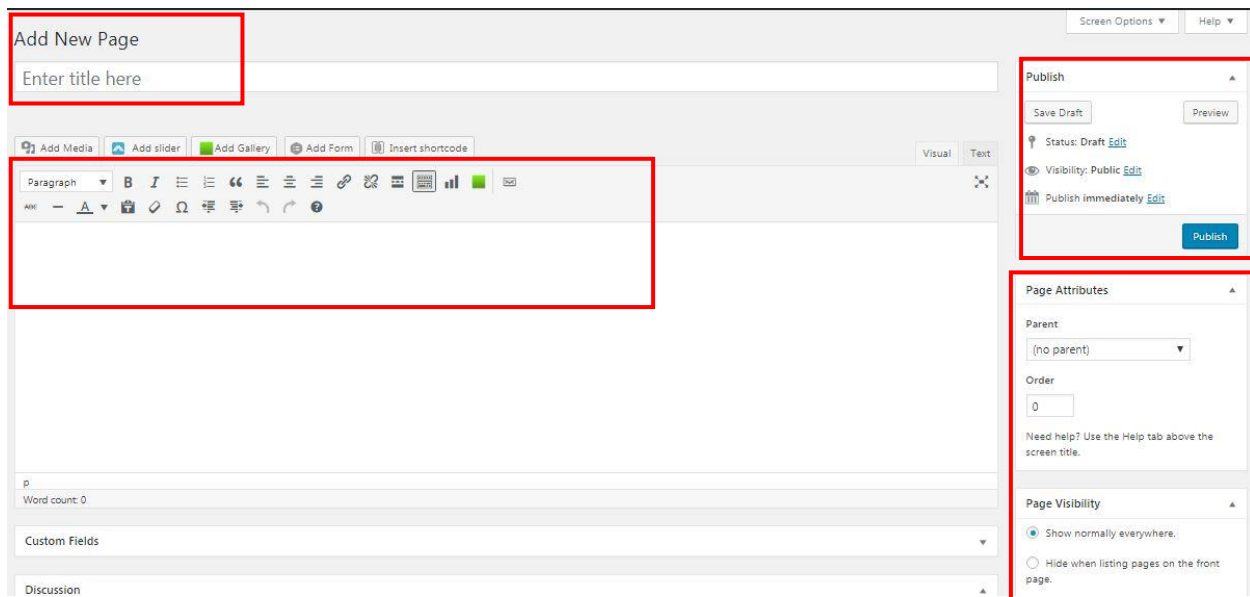 Screen Options ▼ Help ▼
Add New Page
Enter title here
Add Media Add slider Add Gallery Add Form Insert shortcode
Visual Text
Paragraph ▼ B I
ABC A Ω
p
Word count: 0
Custom Fields
Discussion
Publish
Save Draft Preview
Status: Draft Edit
Visibility: Public Edit
Publish immediately Edit
Publish
Page Attributes
Parent
(no parent) ▼
Order
0
Need help? Use the Help tab above the
screen title.
Page Visibility
Show normally everywhere.
Hide when listing pages on the front
page.